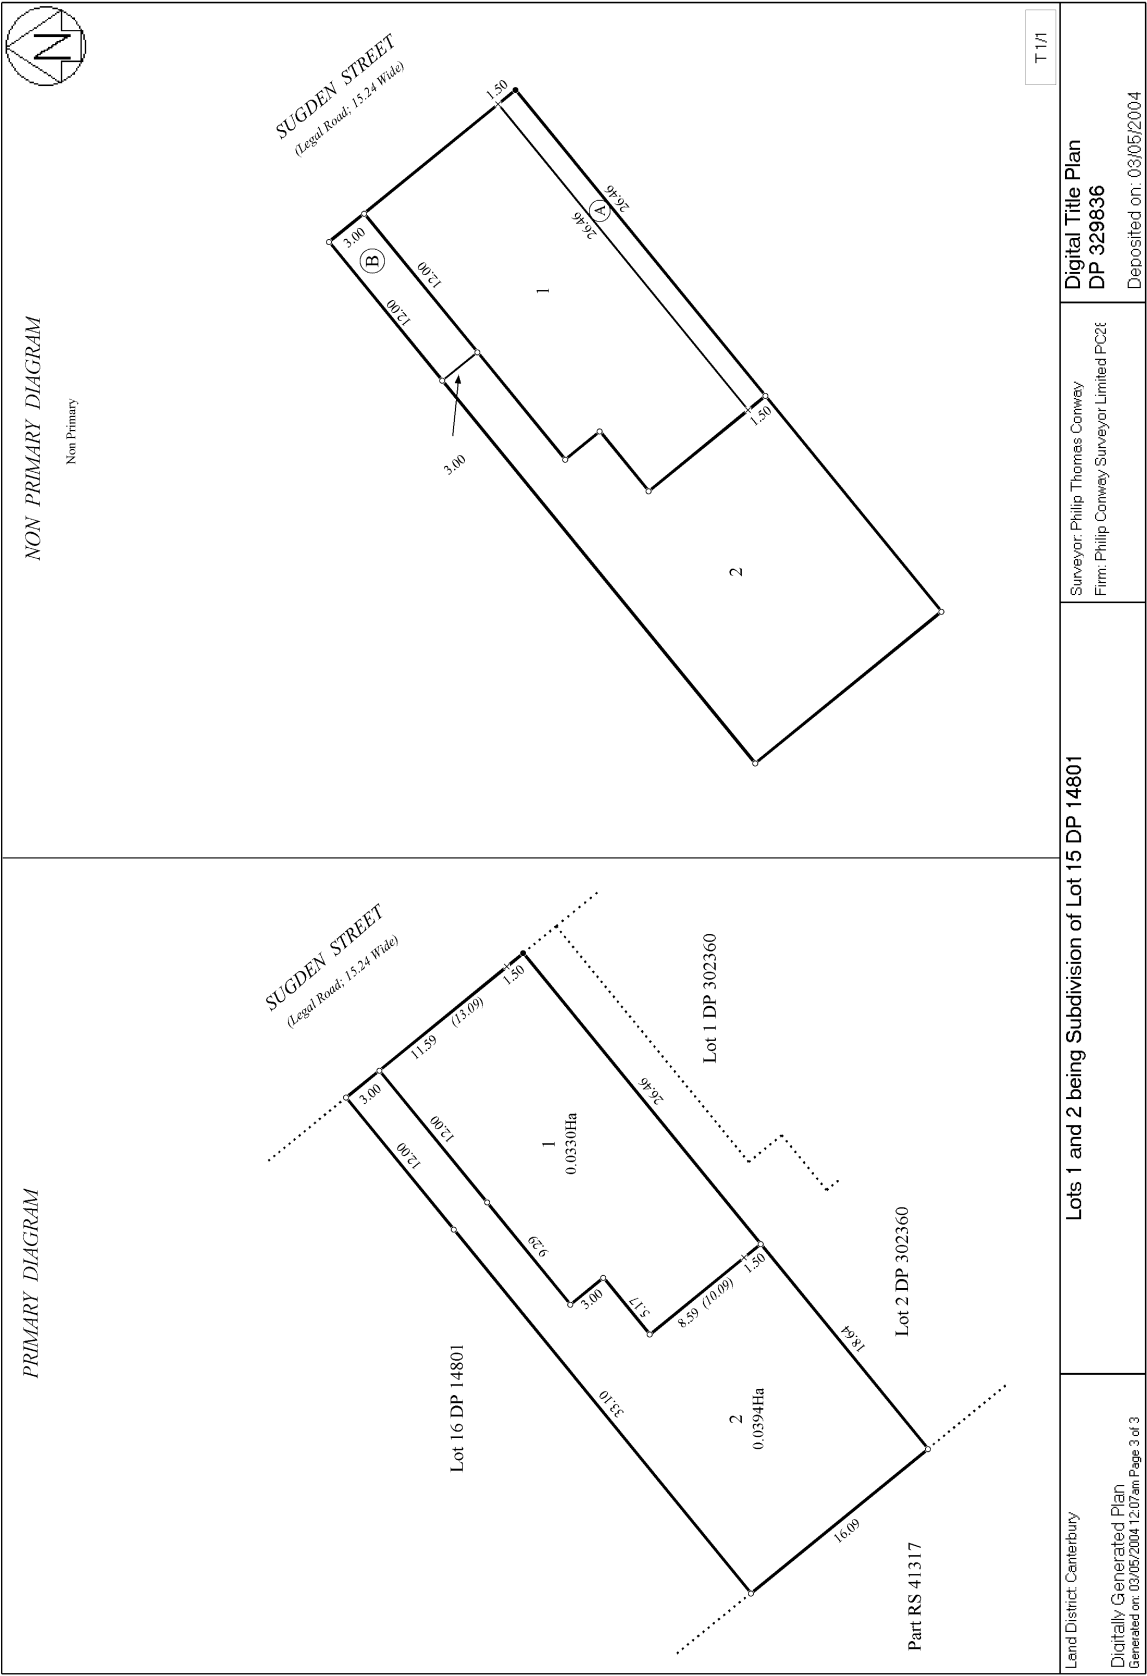 PRIMARY DIAGRAM
SUGDEN STREET
(Legal Road; 15.24 Wide)
3.00
11.59
(13.09)
1.50
12.00
12.00
9.29
3.00
5.17
8.59 (10.09)
1.50
26.46
33.10
18.64
16.09
1
0.0330Ha
2
0.0394Ha
Lot 16 DP 14801
Lot 1 DP 302360
Lot 2 DP 302360
Part RS 41317
NON PRIMARY DIAGRAM
Non Primary
N
SUGDEN STREET
(Legal Road; 15.24 Wide)
1.50
3.00
B
12.00
12.00
3.00
1
26.46
A
26.46
1.50
2
T 1/1
Land District: Canterbury
Digitally Generated Plan
Generated on: 03/05/2004 12:07am Page 3 of 3
Lots 1 and 2 being Subdivision of Lot 15 DP 14801
Surveyor: Philip Thomas Conway
Firm: Philip Conway Surveyor Limited
Digital Title Plan
DP 329836
Deposited on: 03/05/2004